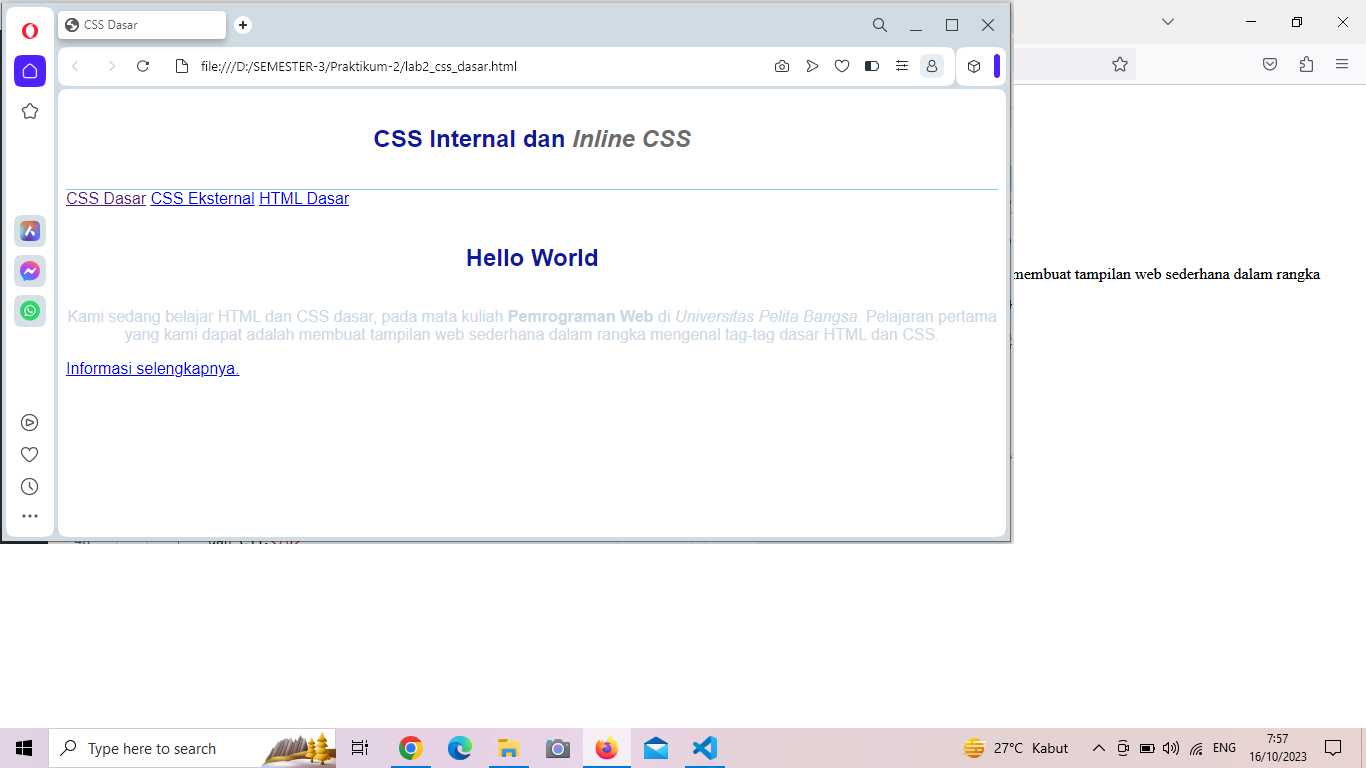 CSS Dasar
file:///D:/SEMESTER-3/Praktikum-2/lab2_css_dasar.html
CSS Internal dan Inline CSS
CSS Dasar CSS Eksternal HTML Dasar
Hello World
Kami sedang belajar HTML dan CSS dasar, pada mata kuliah Pemrograman Web di Universitas Pelita Bangsa. Pelajaran pertama
yang kami dapat adalah membuat tampilan web sederhana dalam rangka mengenal tag-tag dasar HTML dan CSS.
Informasi selengkapnya.
membuat tampilan web sederhana dalam rangka
Type here to search
27°C Kabut
ENG
7:57
16/10/2023